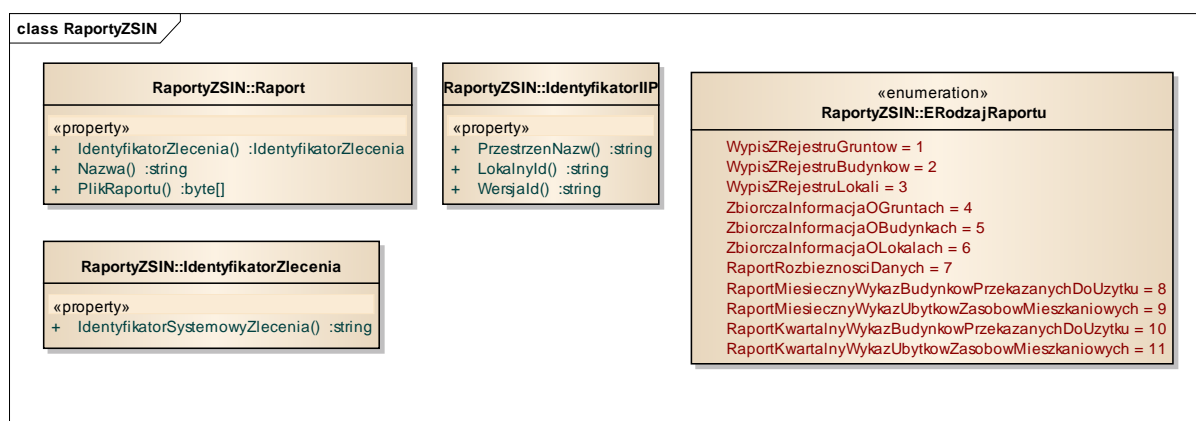 class RaportyZSIN
RaportyZSIN::Raport
«property»
+ IdentyfikatorZlecenia() :IdentyfikatorZlecenia
+ Nazwa() :string
+ PlikRaportu() :byte[]
RaportyZSIN::IdentyfikatorIIP
«property»
+ PrzestrzenNazw() :string
+ LokalnyId() :string
+ WersjaId() :string
«enumeration»
RaportyZSIN::ERodzajRaportu
WypisZRejestruGruntow = 1
WypisZRejestruBudynkow = 2
WypisZRejestruLokali = 3
ZbiorczaInformacjaOGruntach = 4
ZbiorczaInformacjaOBudynkach = 5
ZbiorczaInformacjaOLokalach = 6
RaportRozbieznosciDanych = 7
RaportMiesiecznyWykazBudynkowPrzekazanychDoUzytku = 8
RaportMiesiecznyWykazUbytkowZasobowMieszkaniowych = 9
RaportKwartalnyWykazBudynkowPrzekazanychDoUzytku = 10
RaportKwartalnyWykazUbytkowZasobowMieszkaniowych = 11
RaportyZSIN::IdentyfikatorZlecenia
«property»
+ IdentyfikatorSystemowyZlecenia() :string